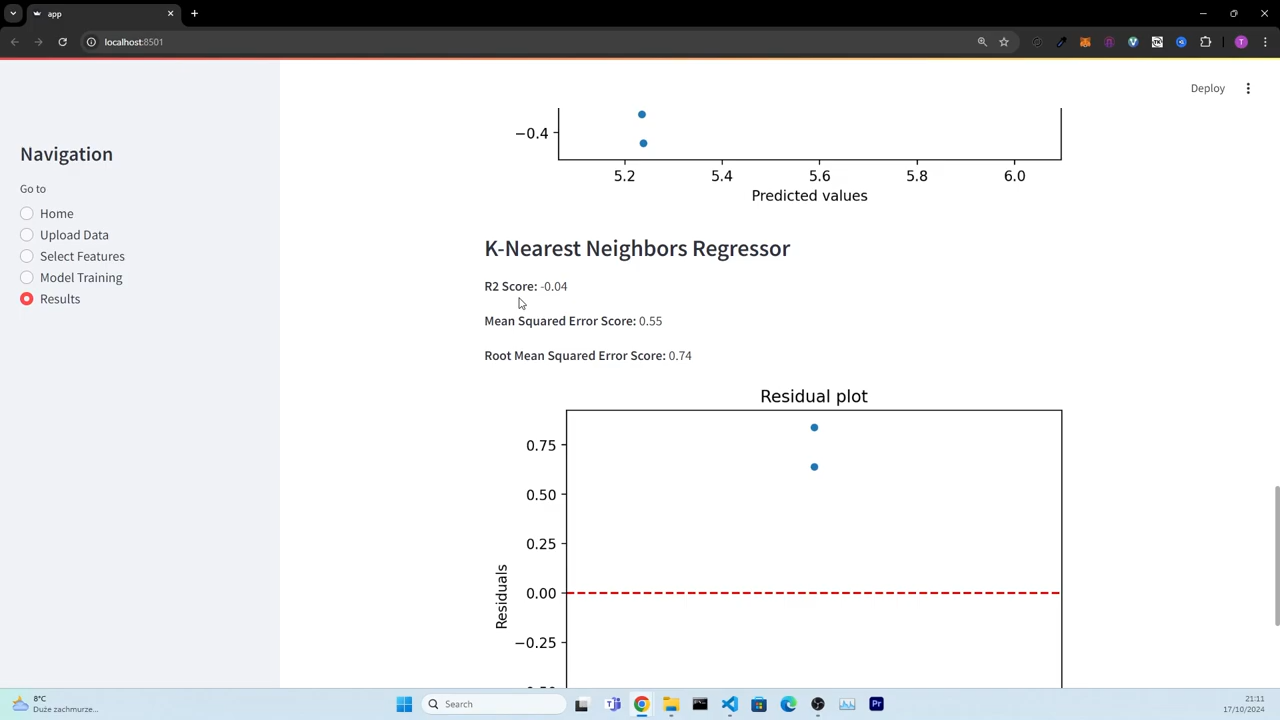 app
localhost:8501
Deploy
Navigation
Go to
Home
Upload Data
Select Features
Model Training
Results
−0.4
5.2 5.4 5.6 5.8 6.0
Predicted values
K-Nearest Neighbors Regressor
R2 Score: -0.04
Mean Squared Error Score: 0.55
Root Mean Squared Error Score: 0.74
Residual plot
0.75
0.50
0.25
0.00
−0.25
Residuals
8°C
Duże zachmurze...
Search
Pr
21:11
17/10/2024